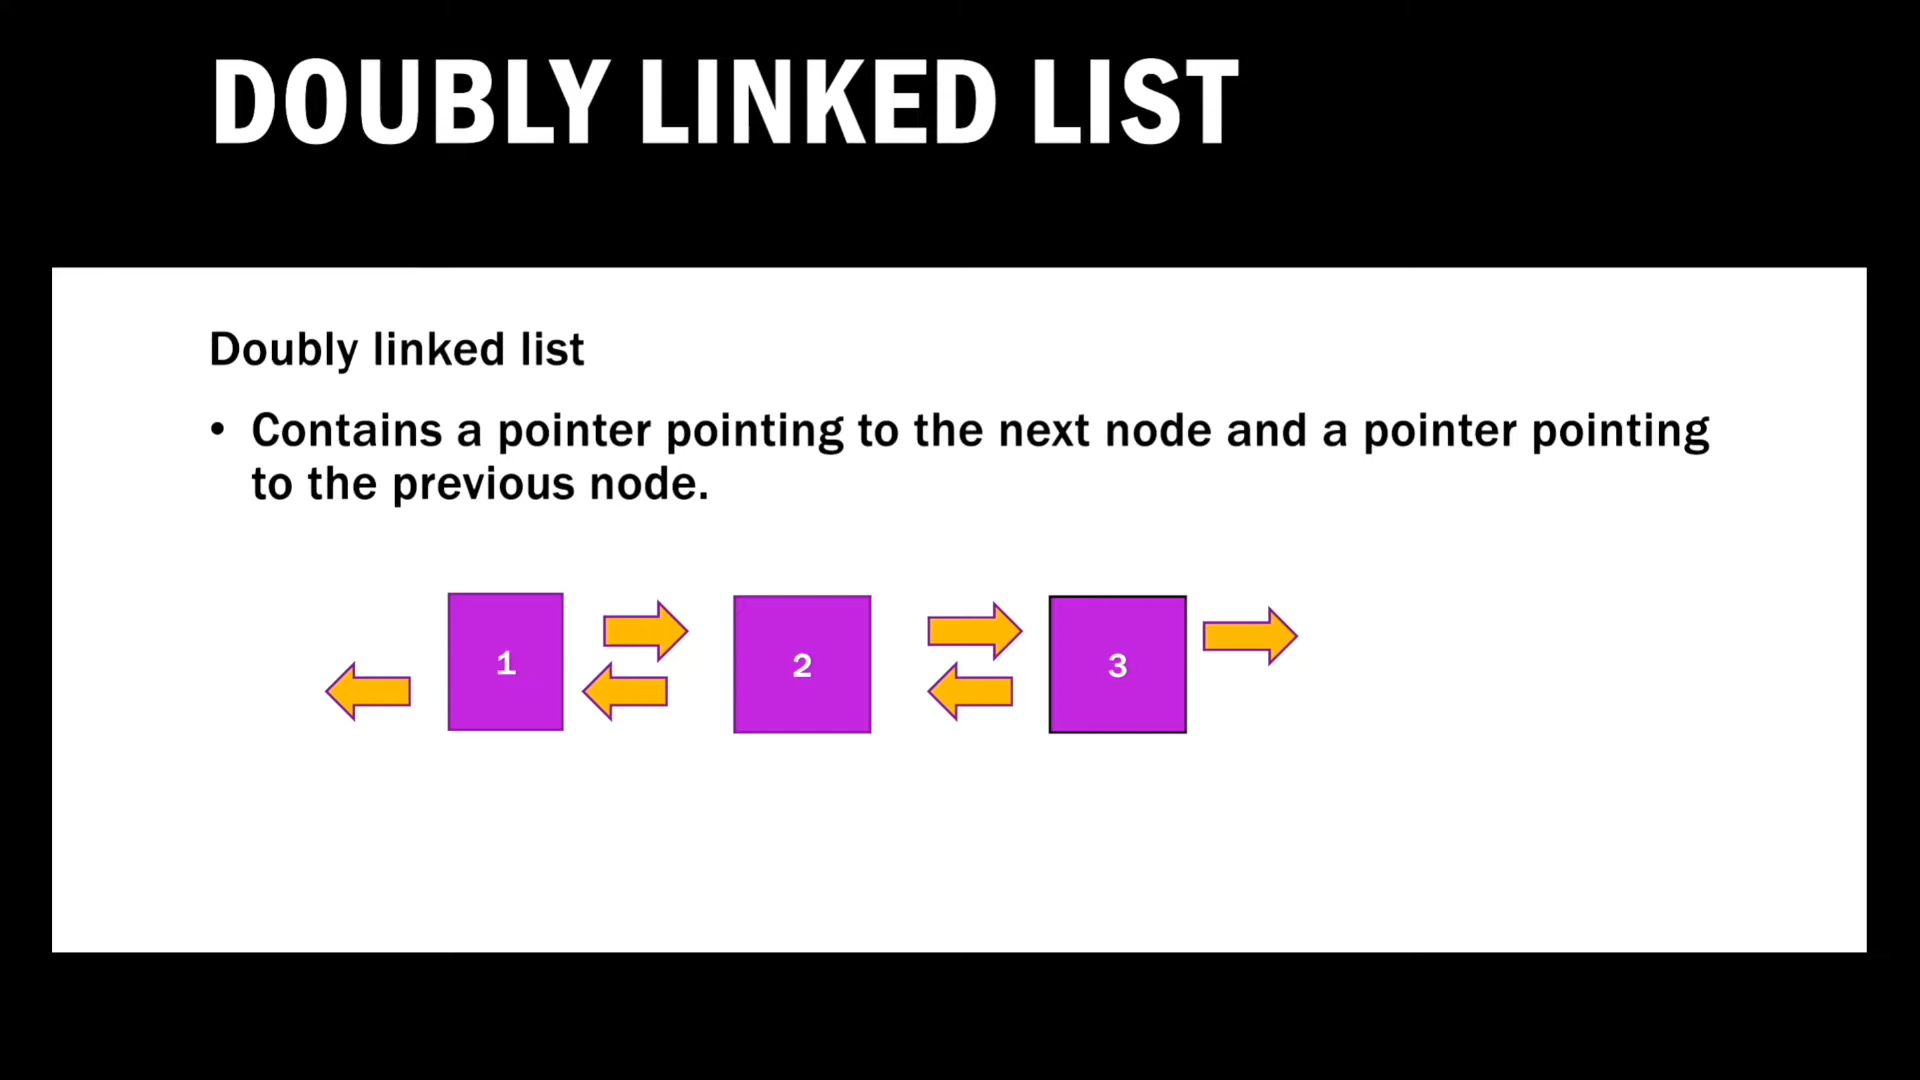 DOUBLY LINKED LIST
Doubly linked list
• Contains a pointer pointing to the next node and a pointer pointing
to the previous node.
1 2 3